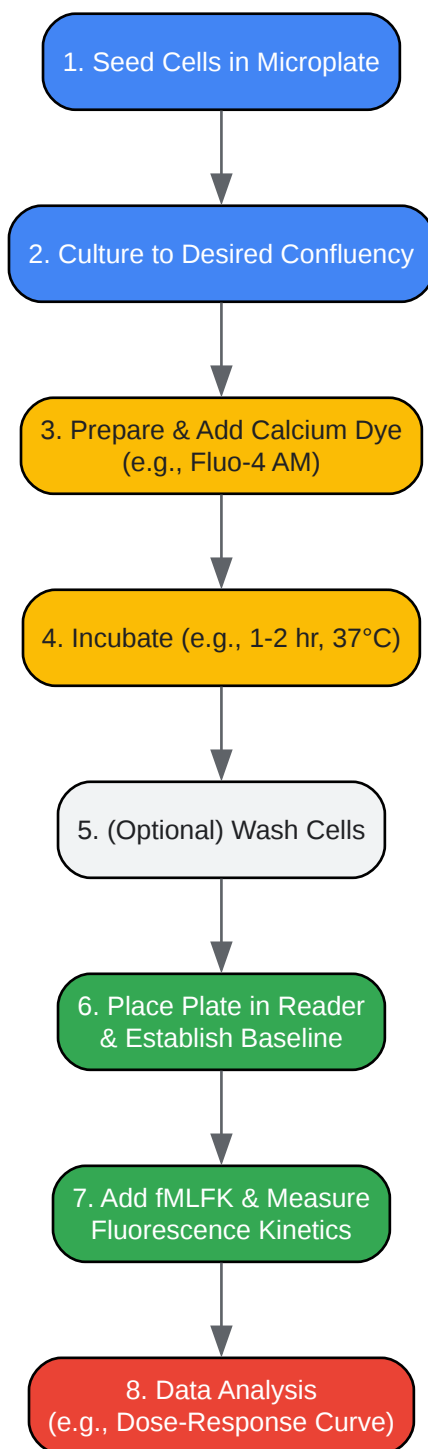 1. Seed Cells in Microplate
2. Culture to Desired Confluency
3. Prepare & Add Calcium Dye
(e.g., Fluo-4 AM)
4. Incubate (e.g., 1-2 hr, 37°C)
5. (Optional) Wash Cells
6. Place Plate in Reader
& Establish Baseline
7. Add fMLFK & Measure
Fluorescence Kinetics
8. Data Analysis
(e.g., Dose-Response Curve)